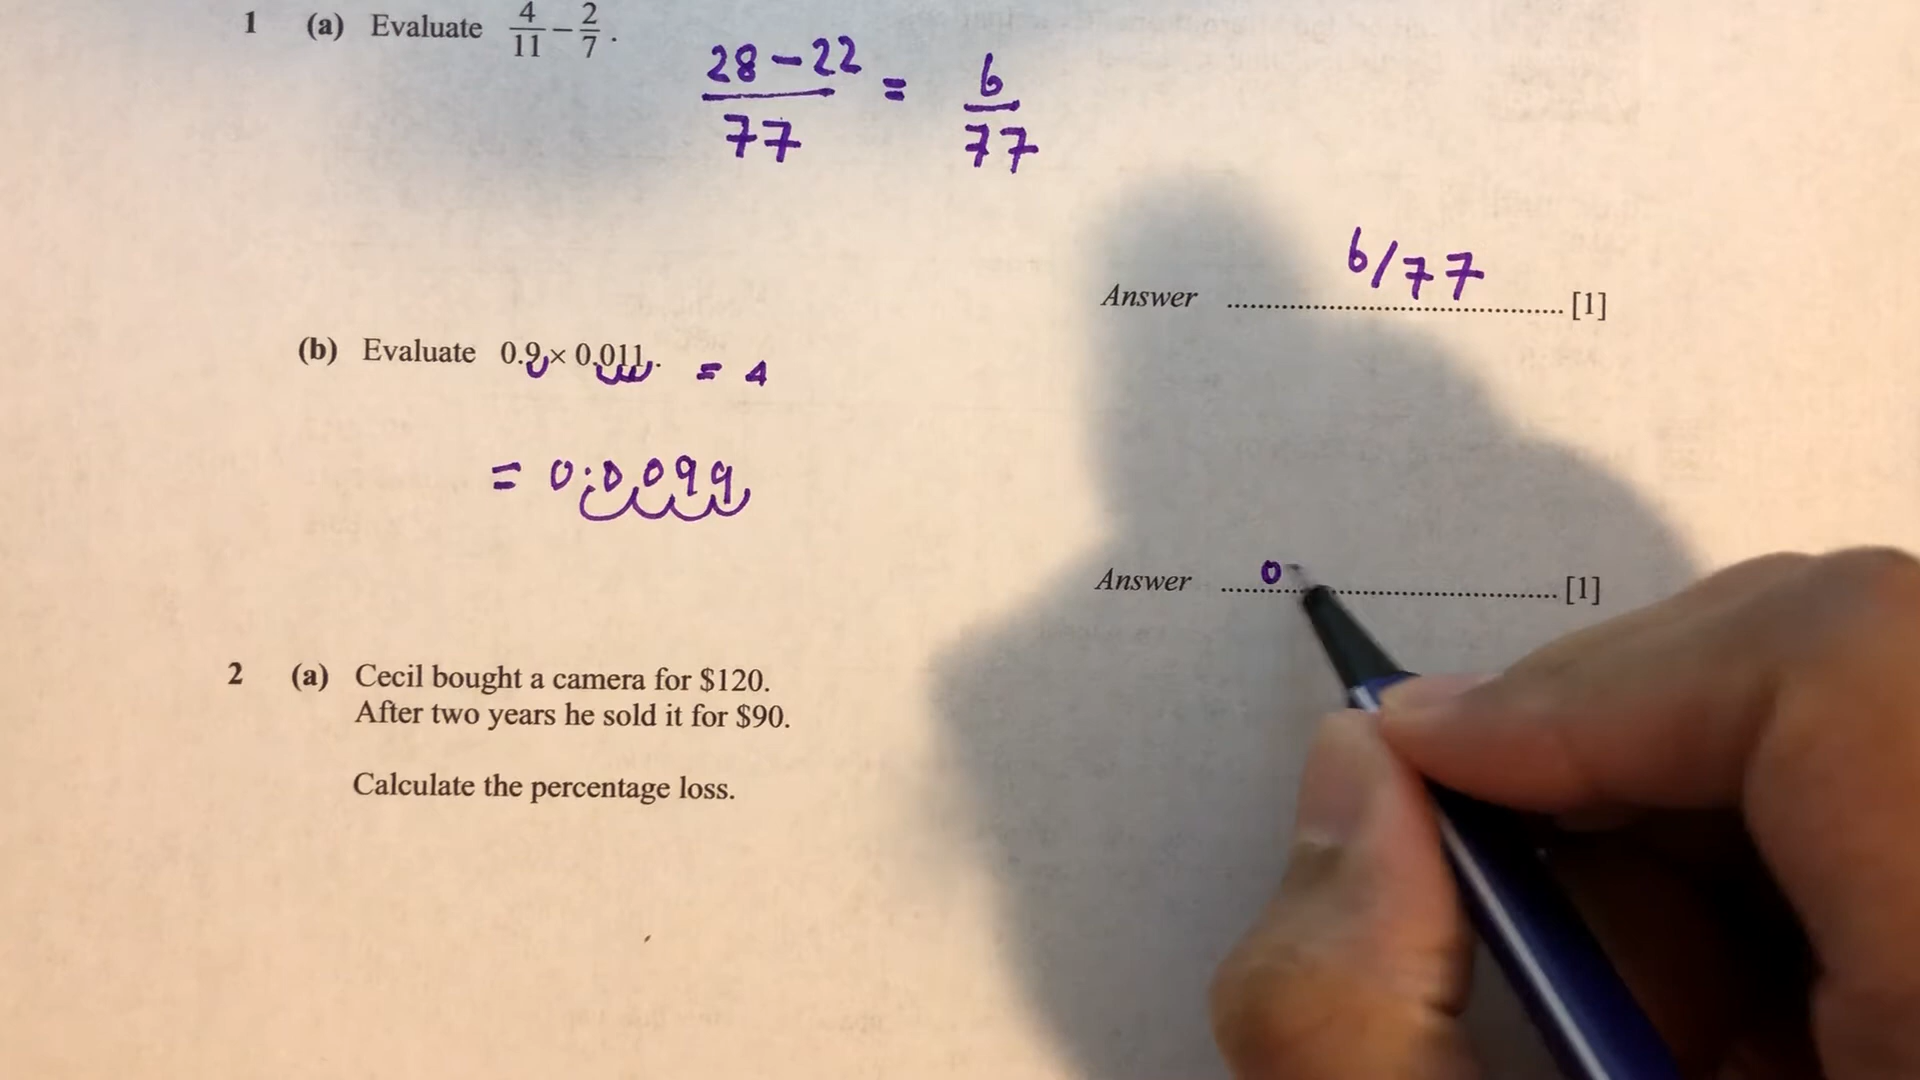 1 (a) Evaluate 4/11 − 2/7 .
28 − 22 / 77 = 6 / 77
6/77
Answer ........................................ [1]
(b) Evaluate 0.9 × 0.011 . = 4
= 0.0099
Answer ....0.................................... [1]
2 (a) Cecil bought a camera for $120.
After two years he sold it for $90.
Calculate the percentage loss.